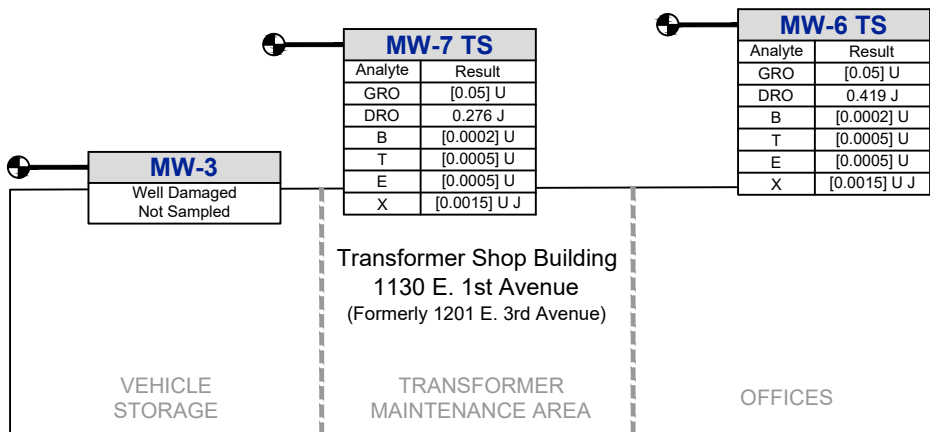 MW-7 TS
Analyte Result
GRO [0.05] U
DRO 0.276 J
B [0.0002] U
T [0.0005] U
E [0.0005] U
X [0.0015] U J
MW-6 TS
Analyte Result
GRO [0.05] U
DRO 0.419 J
B [0.0002] U
T [0.0005] U
E [0.0005] U
X [0.0015] U J
MW-3
Well Damaged
Not Sampled
Transformer Shop Building
1130 E. 1st Avenue
(Formerly 1201 E. 3rd Avenue)
VEHICLE
STORAGE
TRANSFORMER
MAINTENANCE AREA
OFFICES